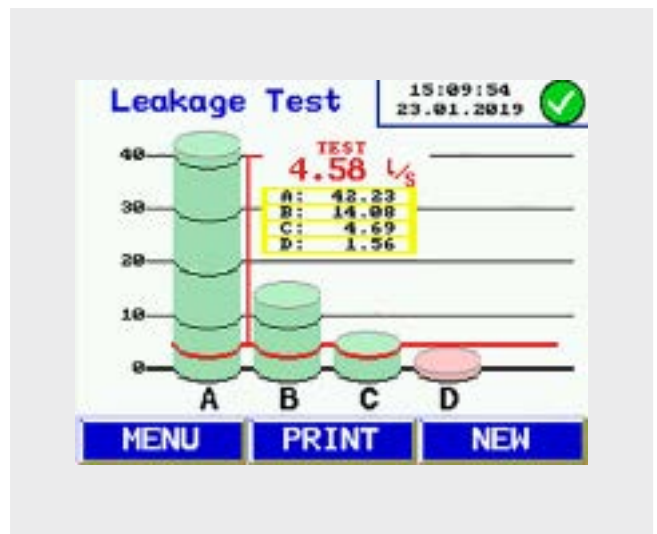 Leakage Test
15:09:54
23.01.2019
TEST
4.58 L/s
A: 42.23
B: 14.08
C: 4.69
D: 1.56
40
30
20
10
0
A B C D
MENU PRINT NEW